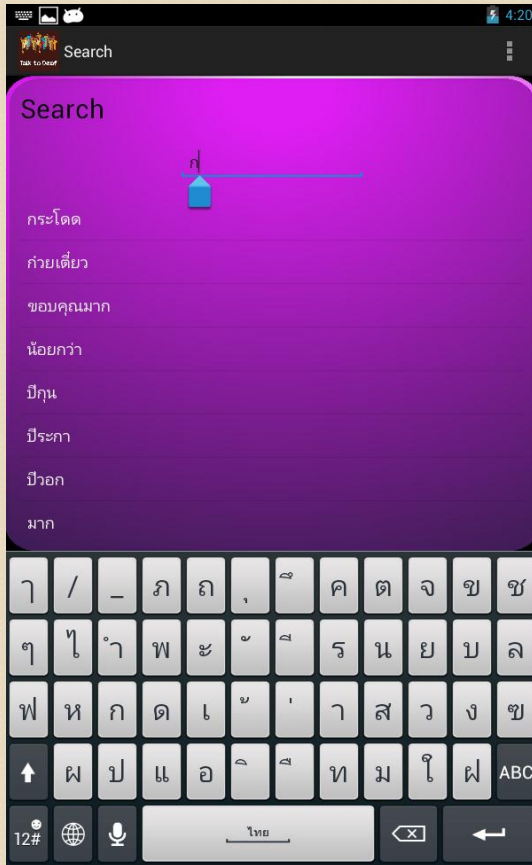 4:20
Talk to Deaf
Search
Search
ก
กระโดด
ก่วยเตี่ยว
ขอบคุณมาก
น้อยกว่า
ปีกุน
ปีระกา
ปีวอก
มาก
ๅ / _ ภ ถ ุ ึ ค ต จ ข ช
ๆ ไ ำ พ ะ ั ี ร น ย บ ล
ฟ ห ก ด เ ้ ่ า ส ว ง ฃ
ผ ป แ อ ิ ื ท ม ใ ฝ ABC
12# ไทย